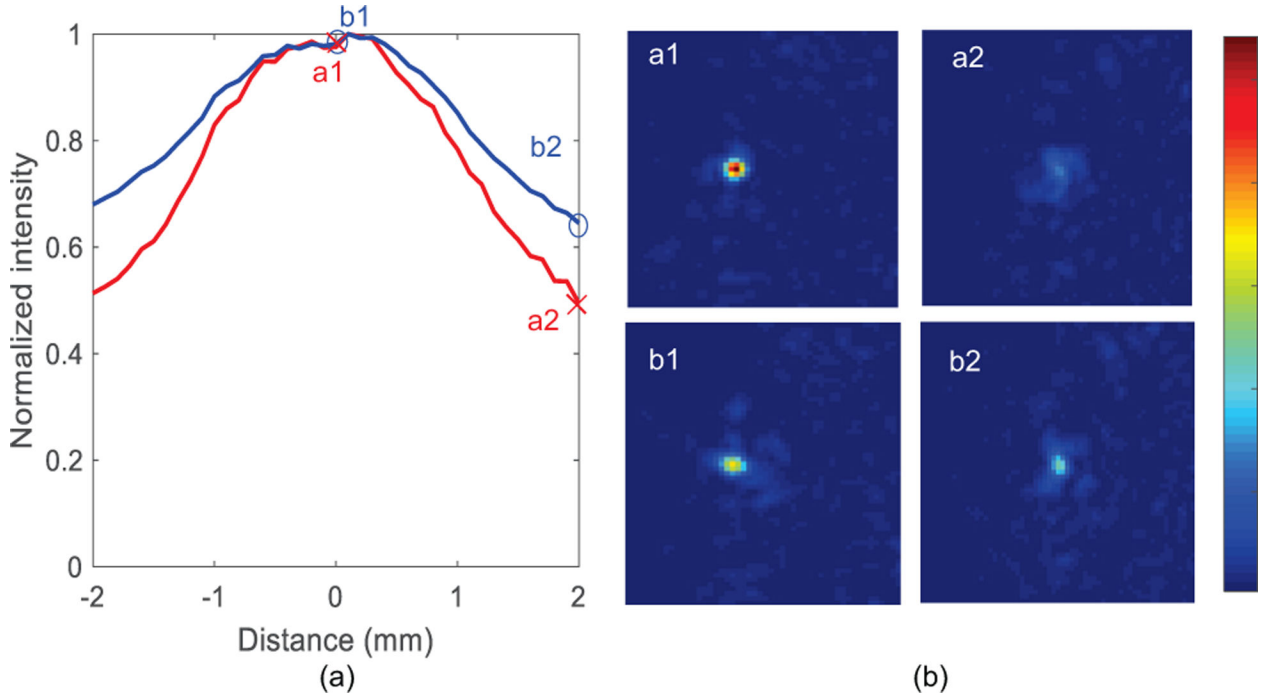 1
b1
a1
0.8
b2
0.6
a2
0.4
0.2
0
-2
-1
0
1
2
Normalized intensity
Distance (mm)
(a)
a1
a2
b1
b2
(b)